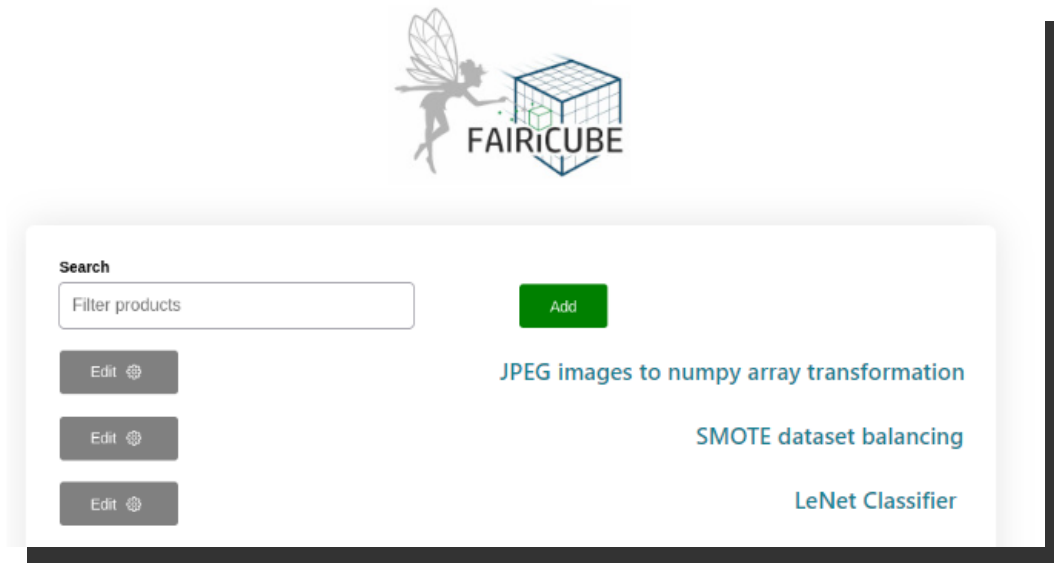 FAIRiCUBE
Search
Filter products
Add
Edit
JPEG images to numpy array transformation
Edit
SMOTE dataset balancing
Edit
LeNet Classifier